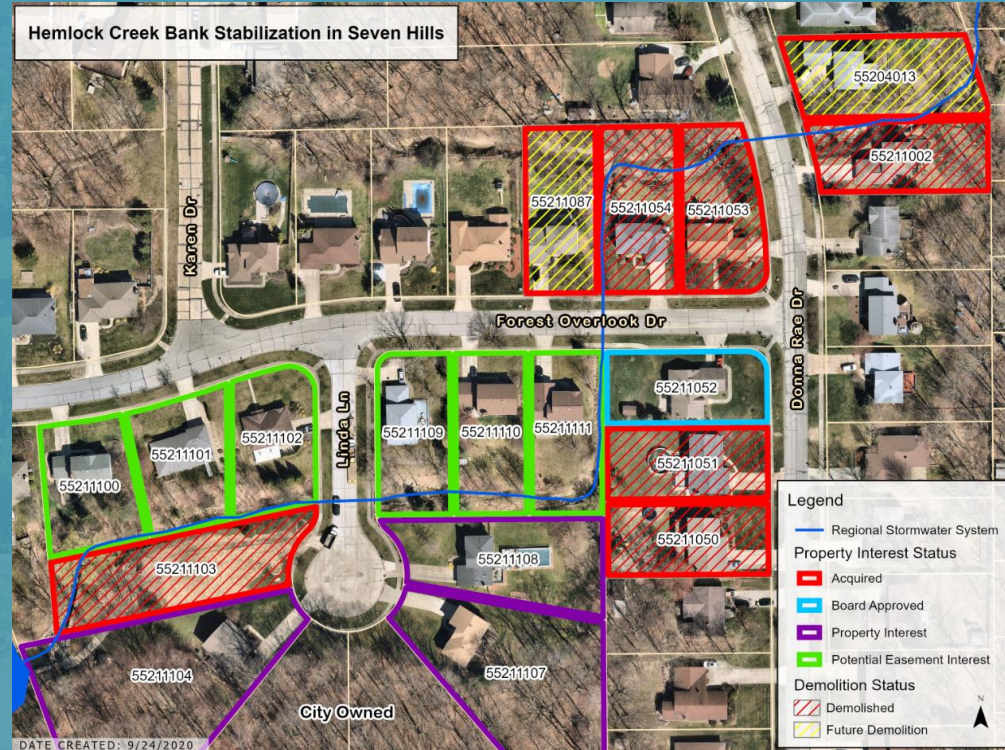 Hemlock Creek Bank Stabilization in Seven Hills
55204013
55211002
55211087
55211054
55211053
Karen Dr
Forest Overlook Dr
Donna Rae Dr
Linda Ln
55211052
55211109
55211110
55211111
55211102
55211101
55211100
55211051
55211050
55211103
55211108
55211104
55211107
City Owned
Legend
Regional Stormwater System
Property Interest Status
Acquired
Board Approved
Property Interest
Potential Easement Interest
Demolition Status
Demolished
Future Demolition
N
DATE CREATED: 9/24/2020